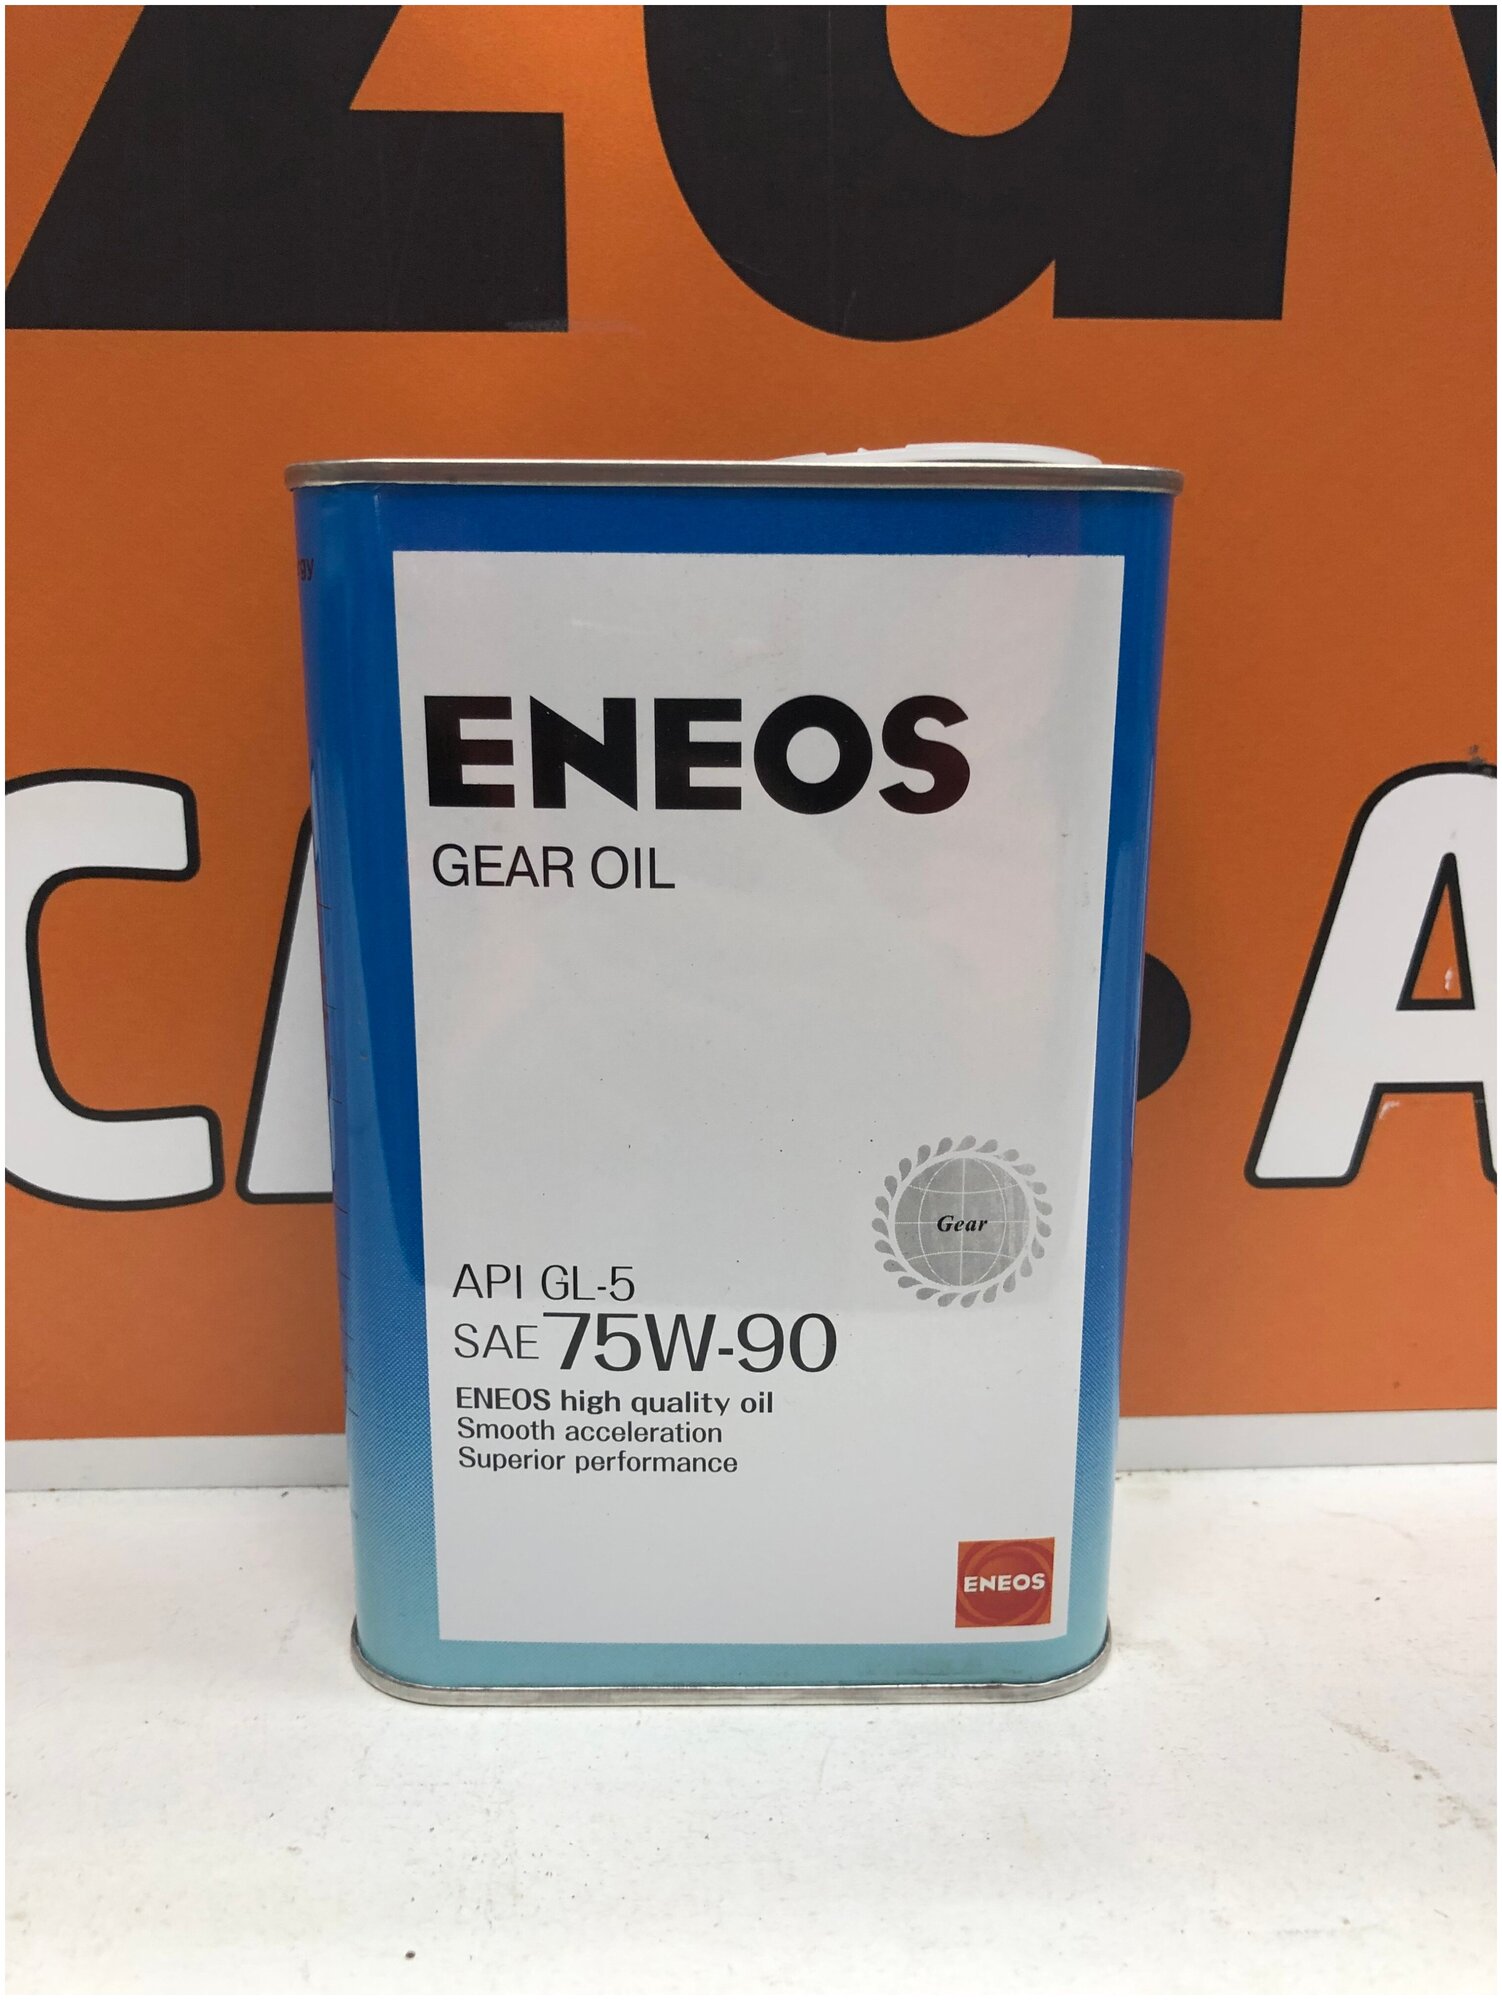 ENEOS
GEAR OIL
Gear
API GL-5
SAE 75W-90
ENEOS high quality oil
Smooth acceleration
Superior performance
ENEOS